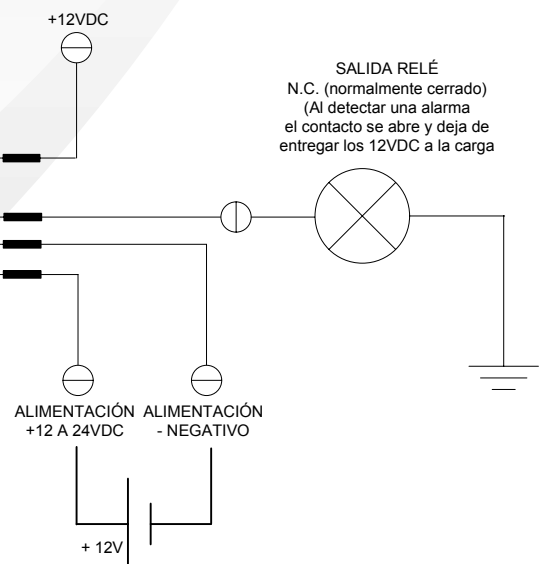 +12VDC
SALIDA RELÉ
N.C. (normalmente cerrado)
(Al detectar una alarma
el contacto se abre y deja de
entregar los 12VDC a la carga
ALIMENTACIÓN
+12 A 24VDC
ALIMENTACIÓN
- NEGATIVO
+ 12V